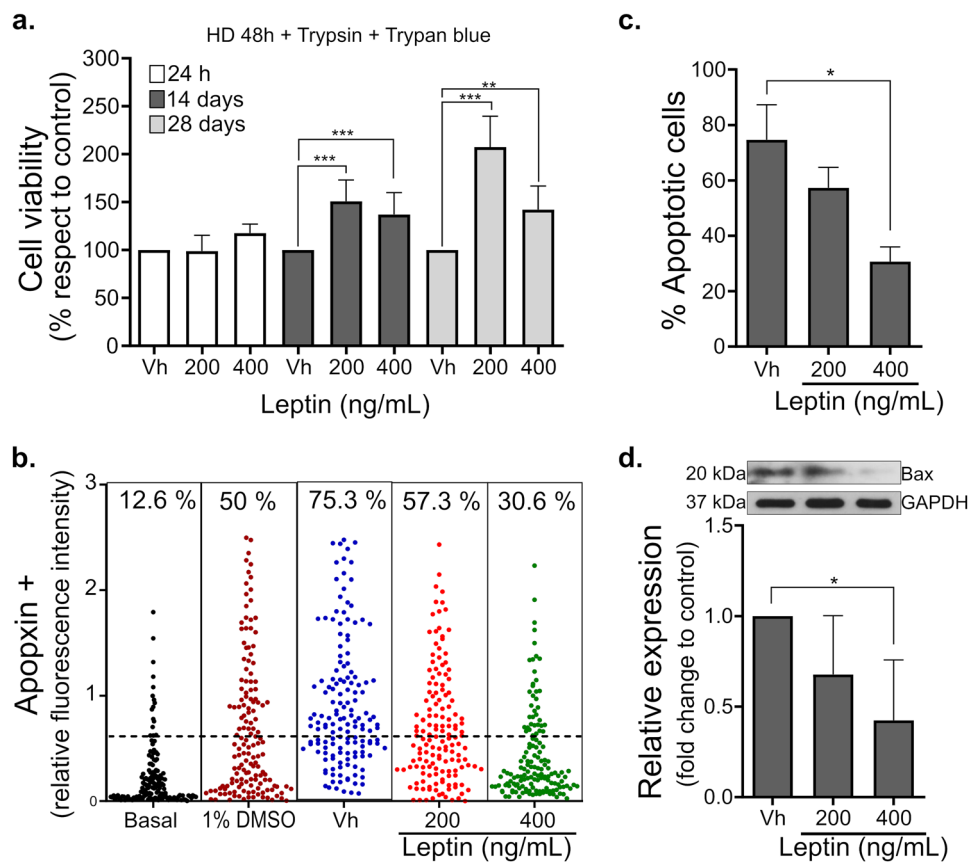 a.
HD 48h + Trypsin + Trypan blue
Cell viability
(% respect to control)
300
250
200
150
100
50
0
24 h
14 days
28 days
***
***
***
**
Vh 200 400 Vh 200 400 Vh 200 400
Leptin (ng/mL)
c.
% Apoptotic cells
100
80
60
40
20
0
*
Vh 200 400
Leptin (ng/mL)
b.
Apopxin +
(relative fluorescence intensity)
3
2
1
0
12.6 % 50 % 75.3 % 57.3 % 30.6 %
Basal 1% DMSO Vh 200 400
Leptin (ng/mL)
d.
20 kDa Bax
37 kDa GAPDH
Relative expression
(fold change to control)
1.5
1.0
0.5
0.0
*
Vh 200 400
Leptin (ng/mL)